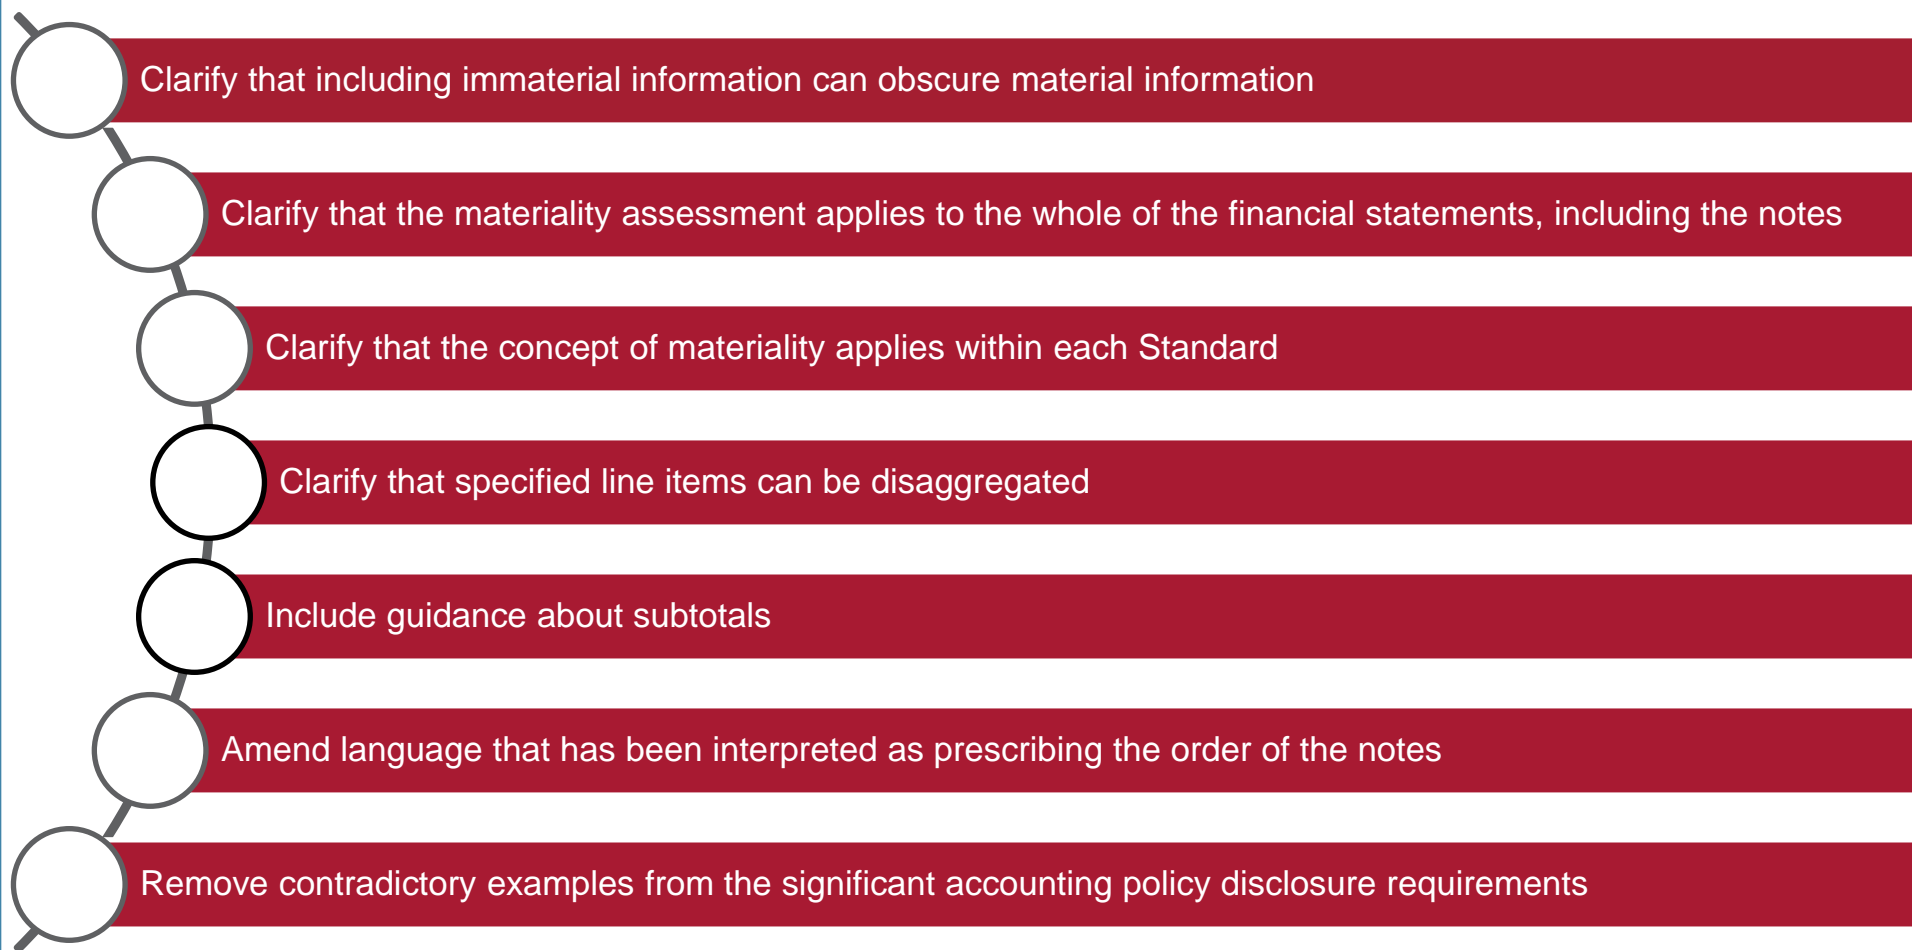 Clarify that including immaterial information can obscure material information
Clarify that the materiality assessment applies to the whole of the financial statements, including the notes
Clarify that the concept of materiality applies within each Standard
Clarify that specified line items can be disaggregated
Include guidance about subtotals
Amend language that has been interpreted as prescribing the order of the notes
Remove contradictory examples from the significant accounting policy disclosure requirements